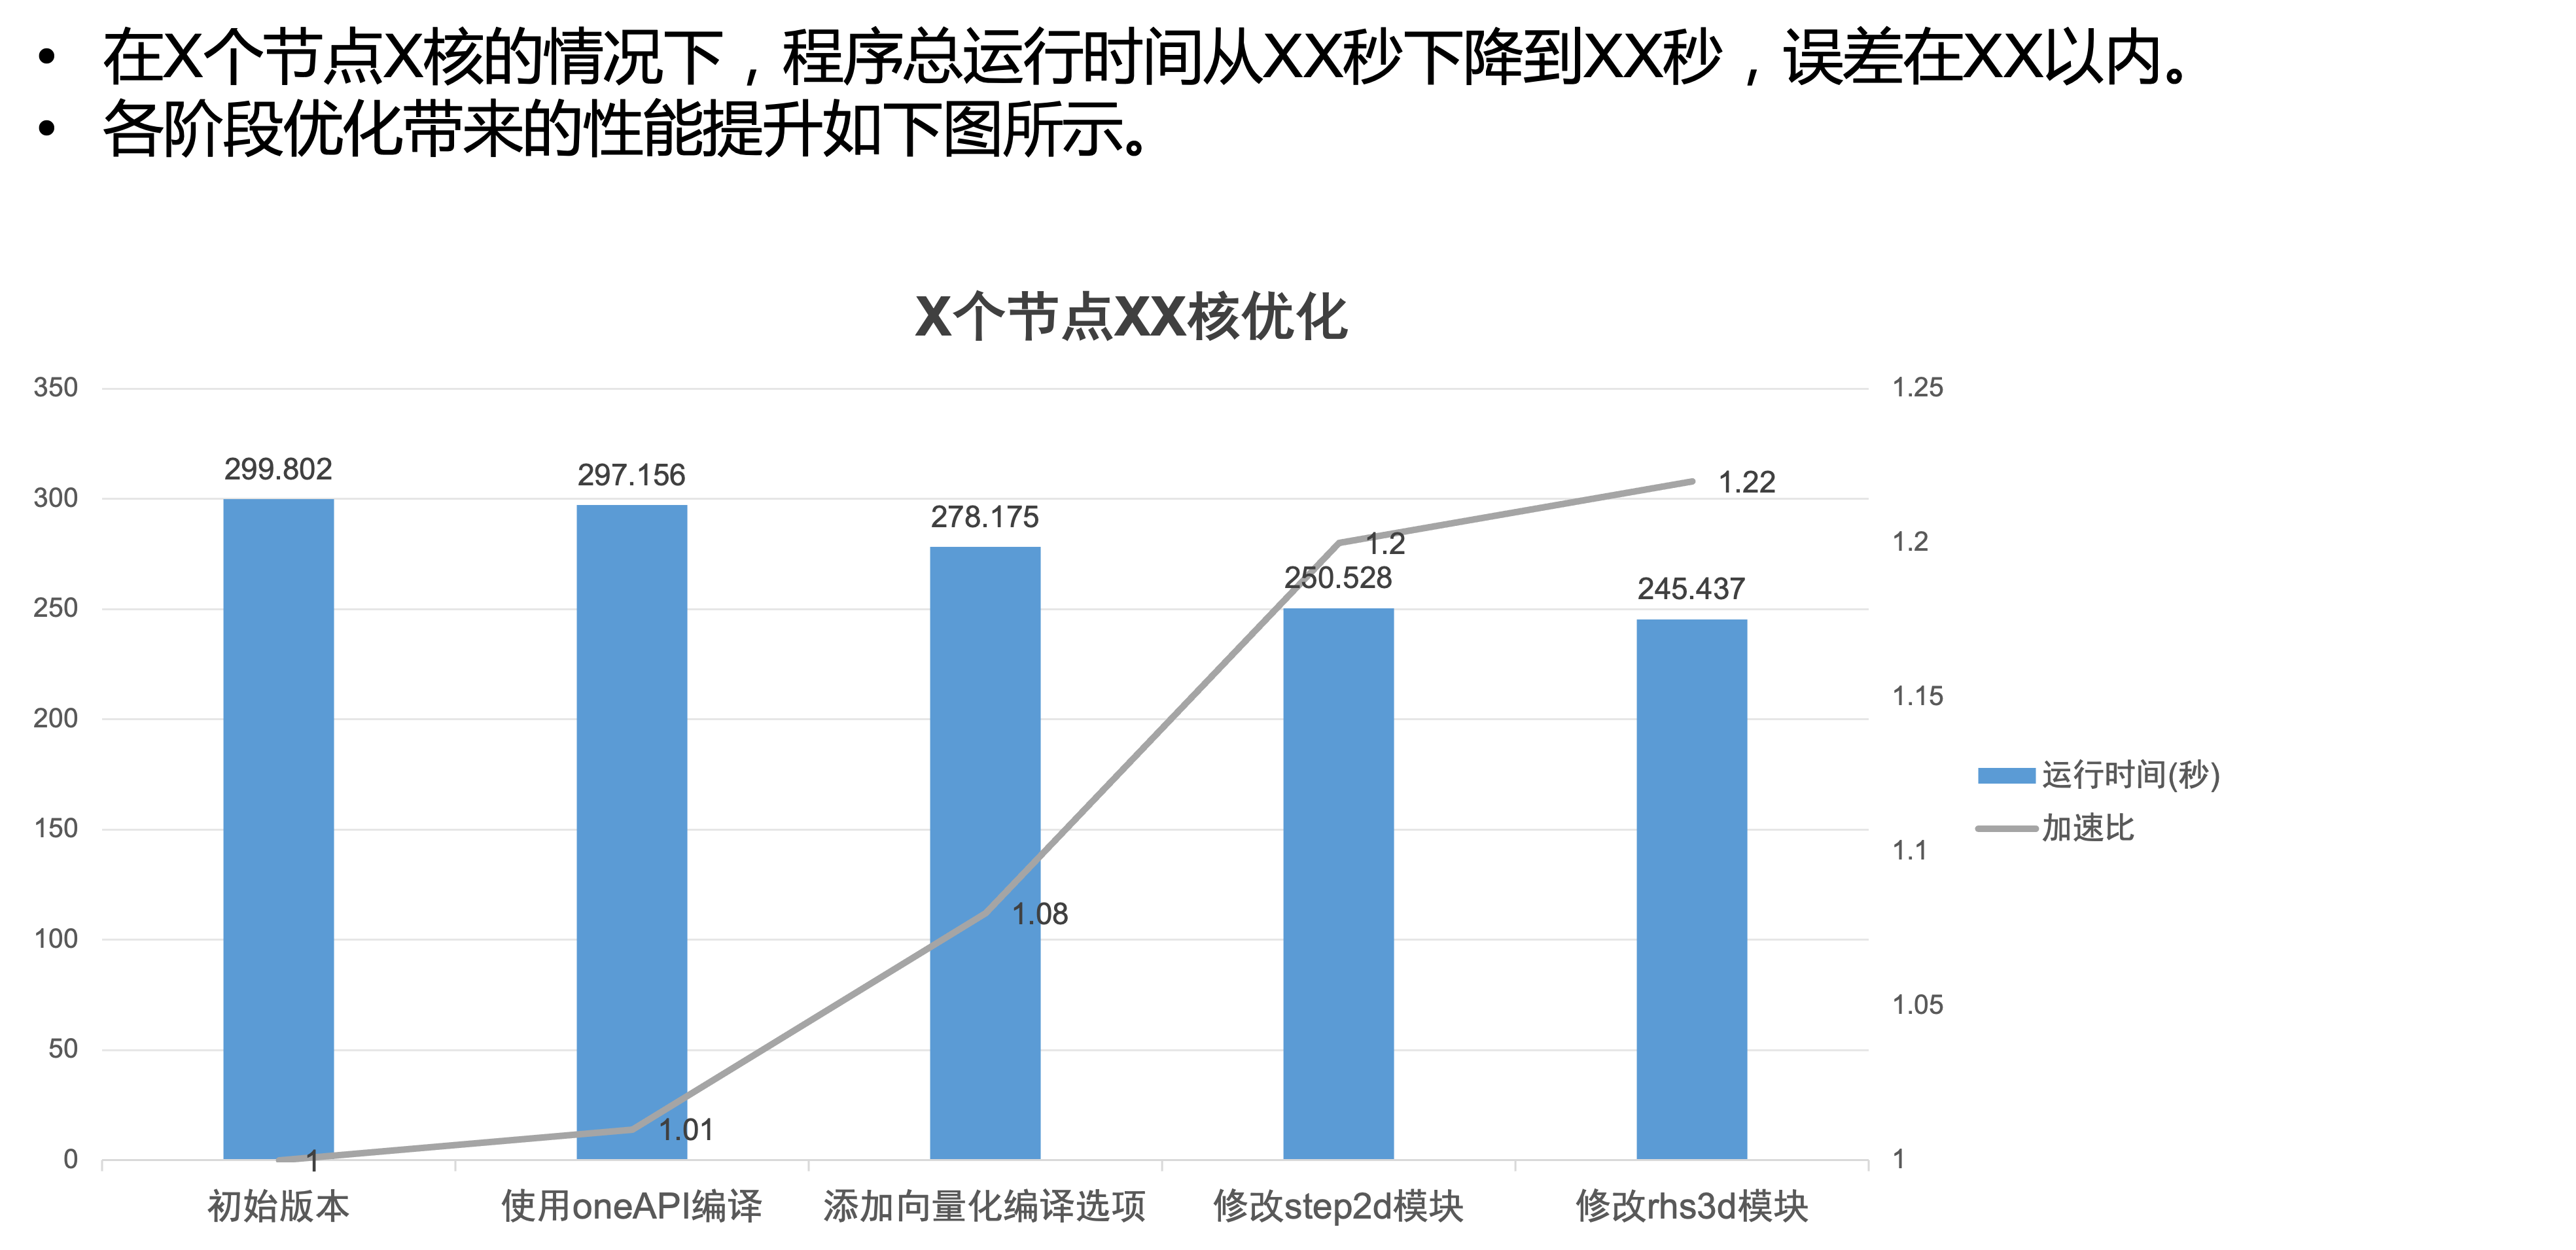 • 在X个节点X核的情况下，程序总运行时间从XX秒下降到XX秒，误差在XX以内。
• 各阶段优化带来的性能提升如下图所示。
X个节点XX核优化
350
300
250
200
150
100
50
0
299.802
297.156
278.175
250.528
245.437
1
1.01
1.08
1.2
1.22
1.25
1.2
1.15
1.1
1.05
1
初始版本
使用oneAPI编译
添加向量化编译选项
修改step2d模块
修改rhs3d模块
运行时间(秒)
加速比